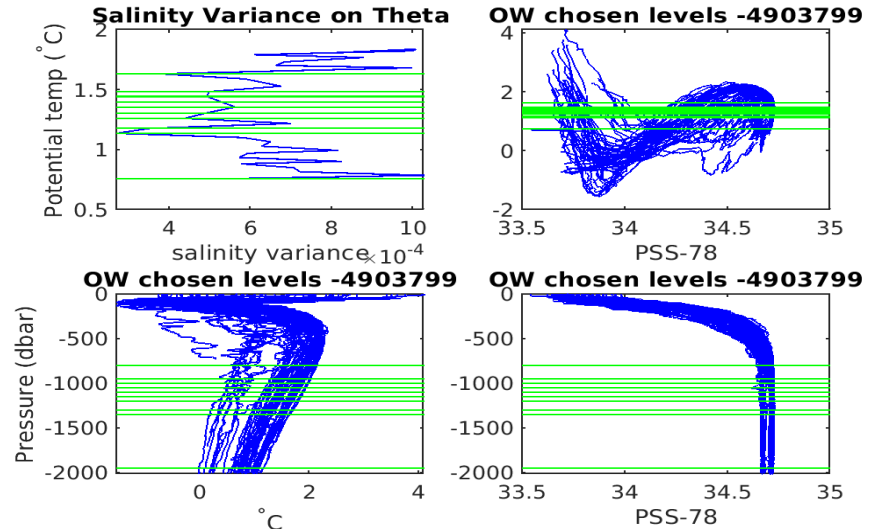 Salinity Variance on Theta
OW chosen levels -4903799
2
1.5
1
0.5
Potential temp (˚C)
4 6 8 10
salinity variance ×10⁻⁴
4
2
0
-2
33.5 34 34.5 35
PSS-78
OW chosen levels -4903799
OW chosen levels -4903799
0
-500
-1000
-1500
-2000
Pressure (dbar)
0 2 4
˚C
0
-500
-1000
-1500
-2000
33.5 34 34.5 35
PSS-78